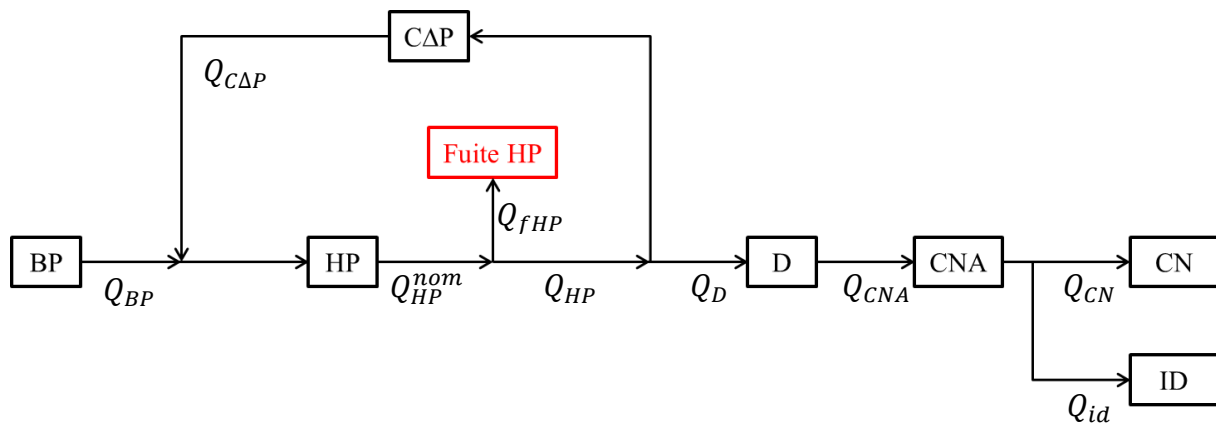 CΔP
Q_{CΔP}
Fuite HP
Q_{fHP}
BP
HP
D
CNA
CN
Q_{BP}
Q_{HP}^{nom}
Q_{HP}
Q_D
Q_{CNA}
Q_{CN}
ID
Q_{id}